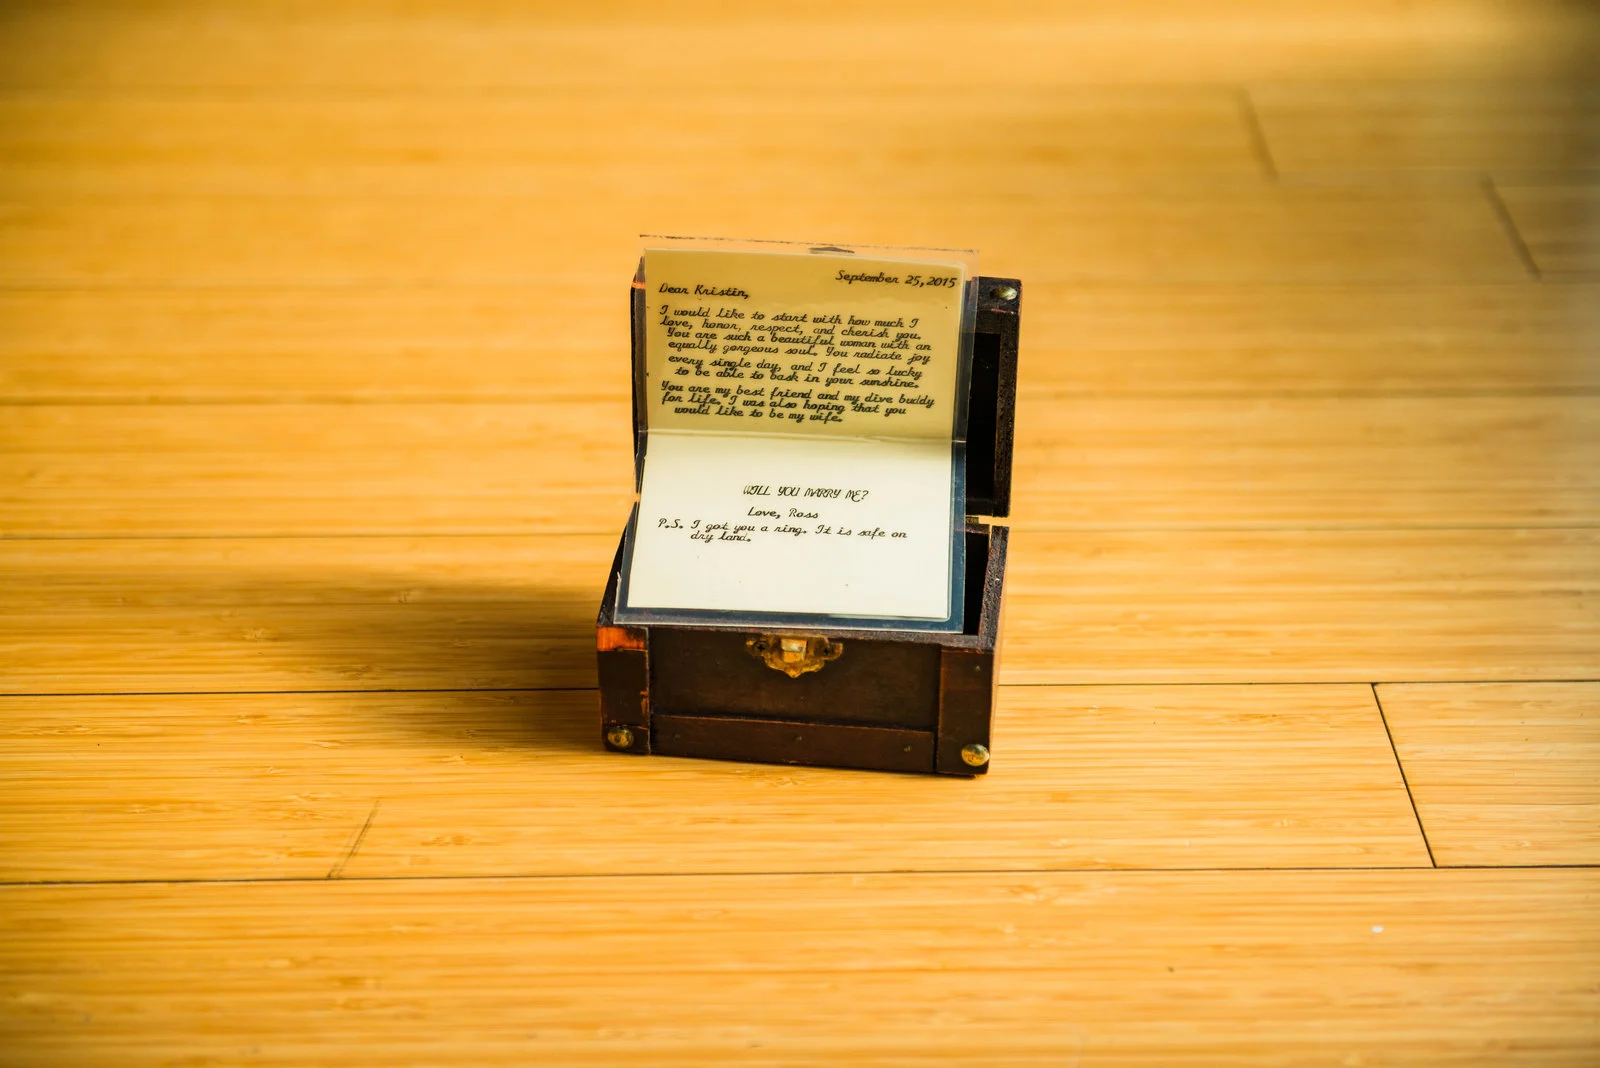 September 25, 2015
Dear Kristin,
I would like to start with how much I
love, honor, respect, and cherish you.
You are such a beautiful woman with an
equally gorgeous soul. You radiate joy
every single day, and I feel so lucky
to be able to bask in your sunshine.
You are my best friend and my dive buddy
for life. I was also hoping that you
would like to be my wife.
WILL YOU MARRY ME?
Love, Ross
P.S. I got you a ring. It is safe on
dry land.